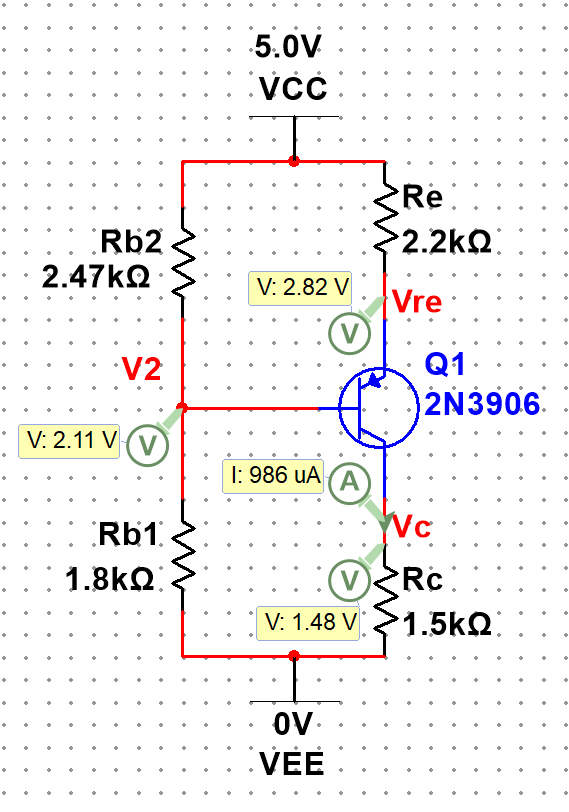 5.0V
VCC
Re
2.2kΩ
Rb2
2.47kΩ
V: 2.82 V
Vre
V
V2
Q1
2N3906
V: 2.11 V
V
I: 986 uA
A
Vc
Rb1
1.8kΩ
V
Rc
1.5kΩ
V: 1.48 V
0V
VEE